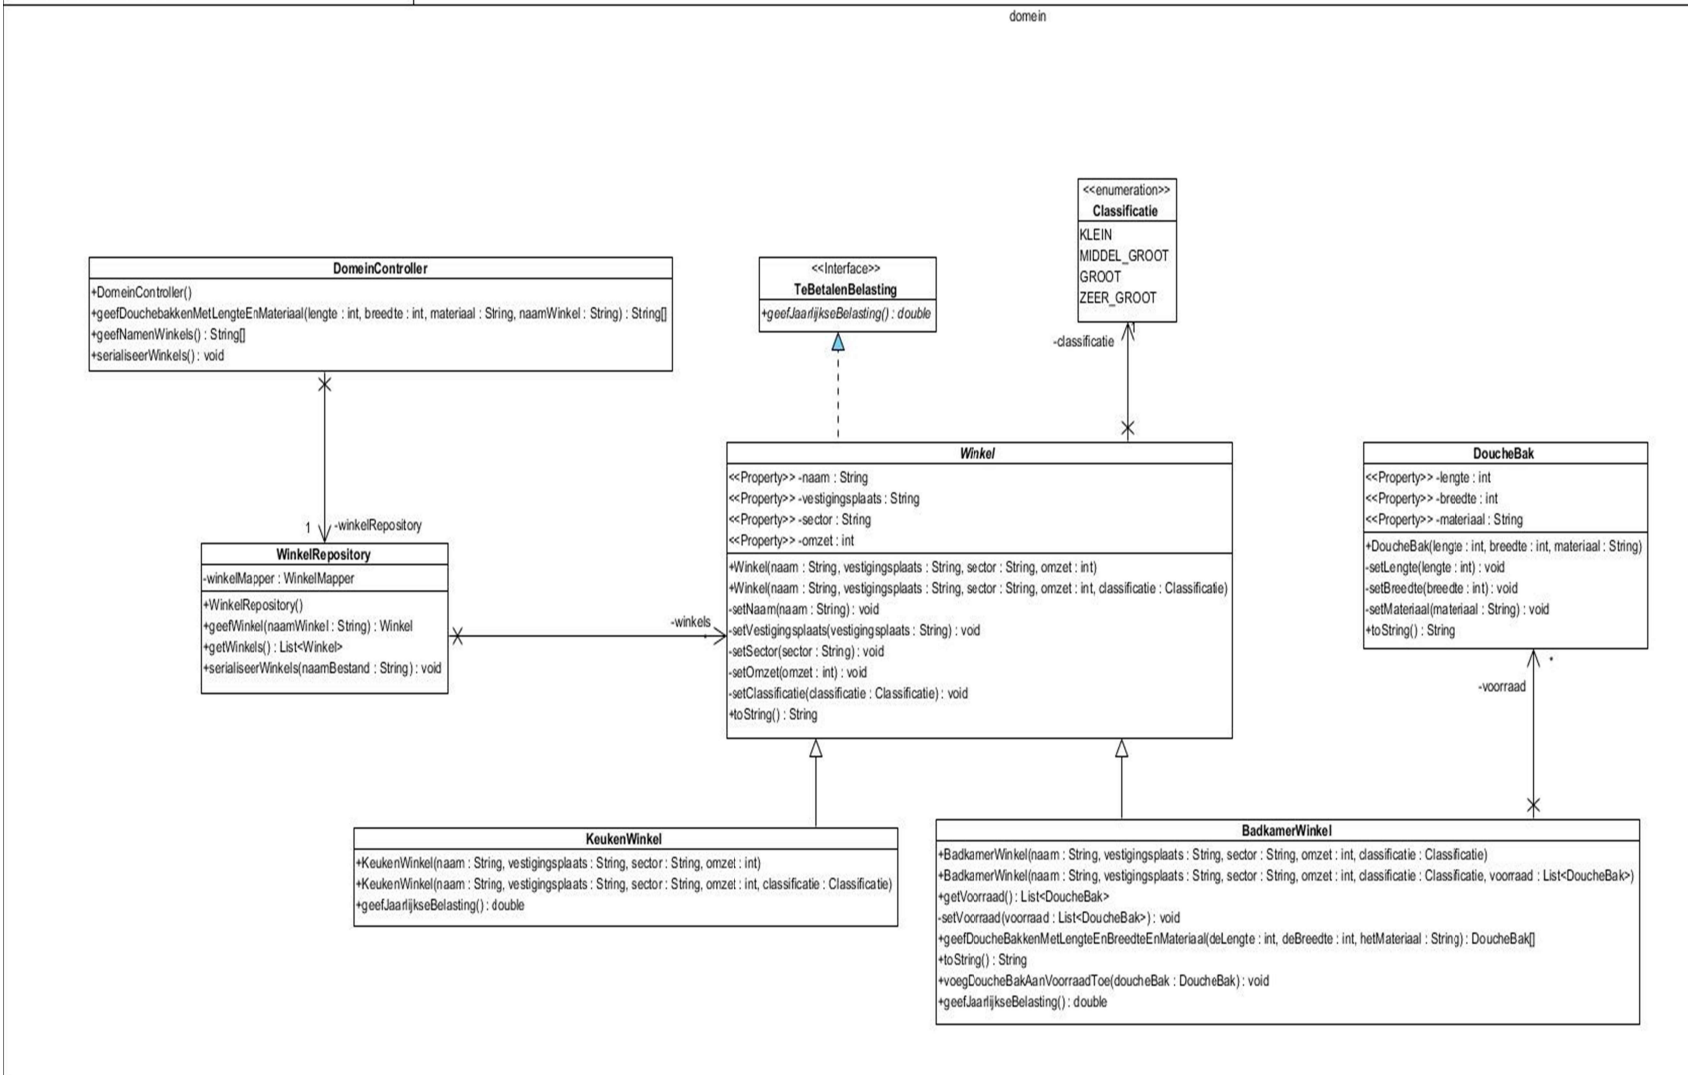 domein
<<enumeration>>
Classificatie
KLEIN
MIDDEL_GROOT
GROOT
ZEER_GROOT
1
-classificatie
DomeinController
+DomeinController()
+geefDouchebakkenMetLengteEnMateriaal(lengte : int, breedte : int, materiaal : String, naamWinkel : String) : String[]
+geefNamenWinkels() : String[]
+serialiseerWinkels() : void
<<Interface>>
TeBetalenBelasting
+geefJaarlijkseBelasting() : double
Winkel
<<Property>> -naam : String
<<Property>> -vestigingsplaats : String
<<Property>> -sector : String
<<Property>> -omzet : int
+Winkel(naam : String, vestigingsplaats : String, sector : String, omzet : int)
+Winkel(naam : String, vestigingsplaats : String, sector : String, omzet : int, classificatie : Classificatie)
-setNaam(naam : String) : void
-setVestigingsplaats(vestigingsplaats : String) : void
-setSector(sector : String) : void
-setOmzet(omzet : int) : void
-setClassificatie(classificatie : Classificatie) : void
+toString() : String
DoucheBak
<<Property>> -lengte : int
<<Property>> -breedte : int
<<Property>> -materiaal : String
+DoucheBak(lengte : int, breedte : int, materiaal : String)
-setLengte(lengte : int) : void
-setBreedte(breedte : int) : void
-setMateriaal(materiaal : String) : void
+toString() : String
*
-voorraad
1 -winkelRepository
WinkelRepository
-winkelMapper : WinkelMapper
+WinkelRepository()
+geefWinkel(naamWinkel : String) : Winkel
+getWinkels() : List<Winkel>
+serialiseerWinkels(naamBestand : String) : void
-winkels
*
KeukenWinkel
+KeukenWinkel(naam : String, vestigingsplaats : String, sector : String, omzet : int)
+KeukenWinkel(naam : String, vestigingsplaats : String, sector : String, omzet : int, classificatie : Classificatie)
+geefJaarlijkseBelasting() : double
BadkamerWinkel
+BadkamerWinkel(naam : String, vestigingsplaats : String, sector : String, omzet : int, classificatie : Classificatie)
+BadkamerWinkel(naam : String, vestigingsplaats : String, sector : String, omzet : int, classificatie : Classificatie, voorraad : List<DoucheBak>)
+getVoorraad() : List<DoucheBak>
-setVoorraad(voorraad : List<DoucheBak>) : void
+geefDoucheBakkenMetLengteEnBreedteEnMateriaal(deLengte : int, deBreedte : int, hetMateriaal : String) : DoucheBak[]
+toString() : String
+voegDoucheBakAanVoorraadToe(doucheBak : DoucheBak) : void
+geefJaarlijkseBelasting() : double